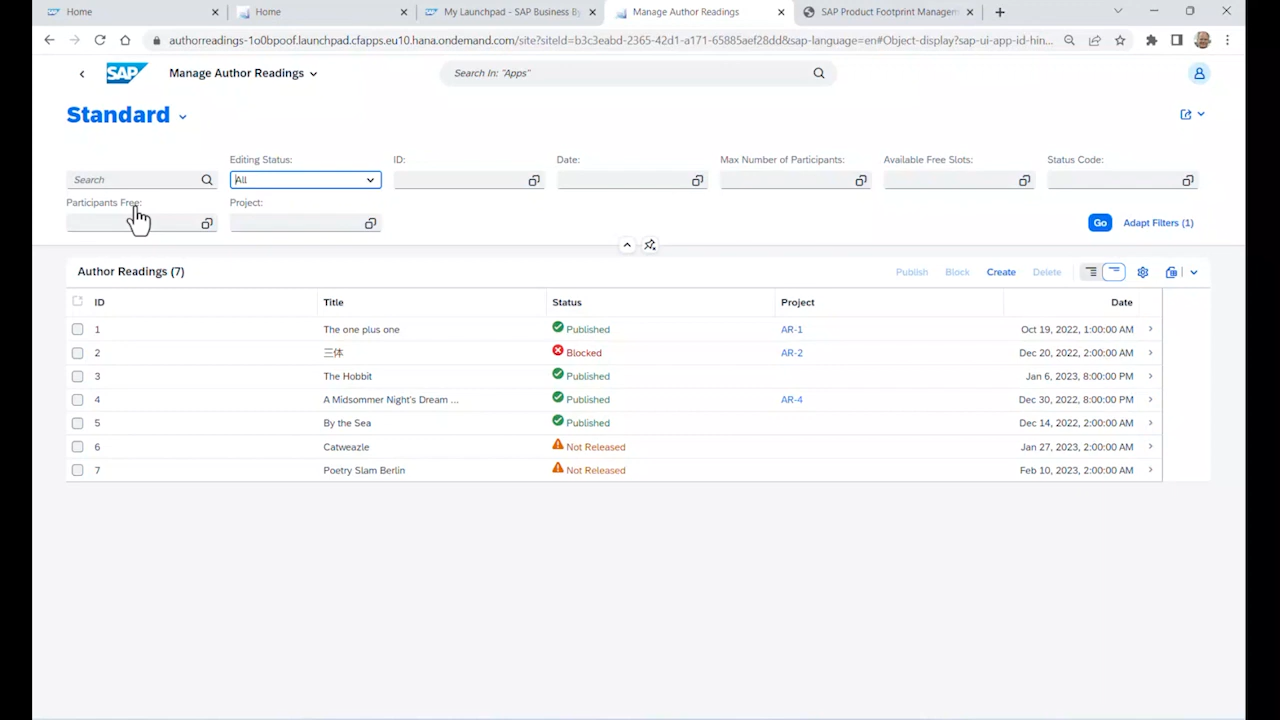 Home
Home
My Launchpad - SAP Business By
Manage Author Readings
SAP Product Footprint Managem
authorreadings-1o0bpoof.launchpad.cfapps.eu10.hana.ondemand.com/site?siteId=b3c3eabd-2365-42d1-a171-65885aef28dd&sap-language=en#Object-display?sap-ui-app-id-hin...
SAP Manage Author Readings
Search In: "Apps"
Standard
Editing Status:
ID:
Date:
Max Number of Participants:
Available Free Slots:
Status Code:
Search
All
Participants Free:
Project:
Go
Adapt Filters (1)
Author Readings (7)
Publish Block Create Delete
ID Title Status Project Date
1 The one plus one Published AR-1 Oct 19, 2022, 1:00:00 AM
2 三体 Blocked AR-2 Dec 20, 2022, 2:00:00 AM
3 The Hobbit Published Jan 6, 2023, 8:00:00 PM
4 A Midsommer Night's Dream ... Published AR-4 Dec 30, 2022, 8:00:00 PM
5 By the Sea Published Dec 14, 2022, 2:00:00 AM
6 Catweazle Not Released Jan 27, 2023, 2:00:00 AM
7 Poetry Slam Berlin Not Released Feb 10, 2023, 2:00:00 AM